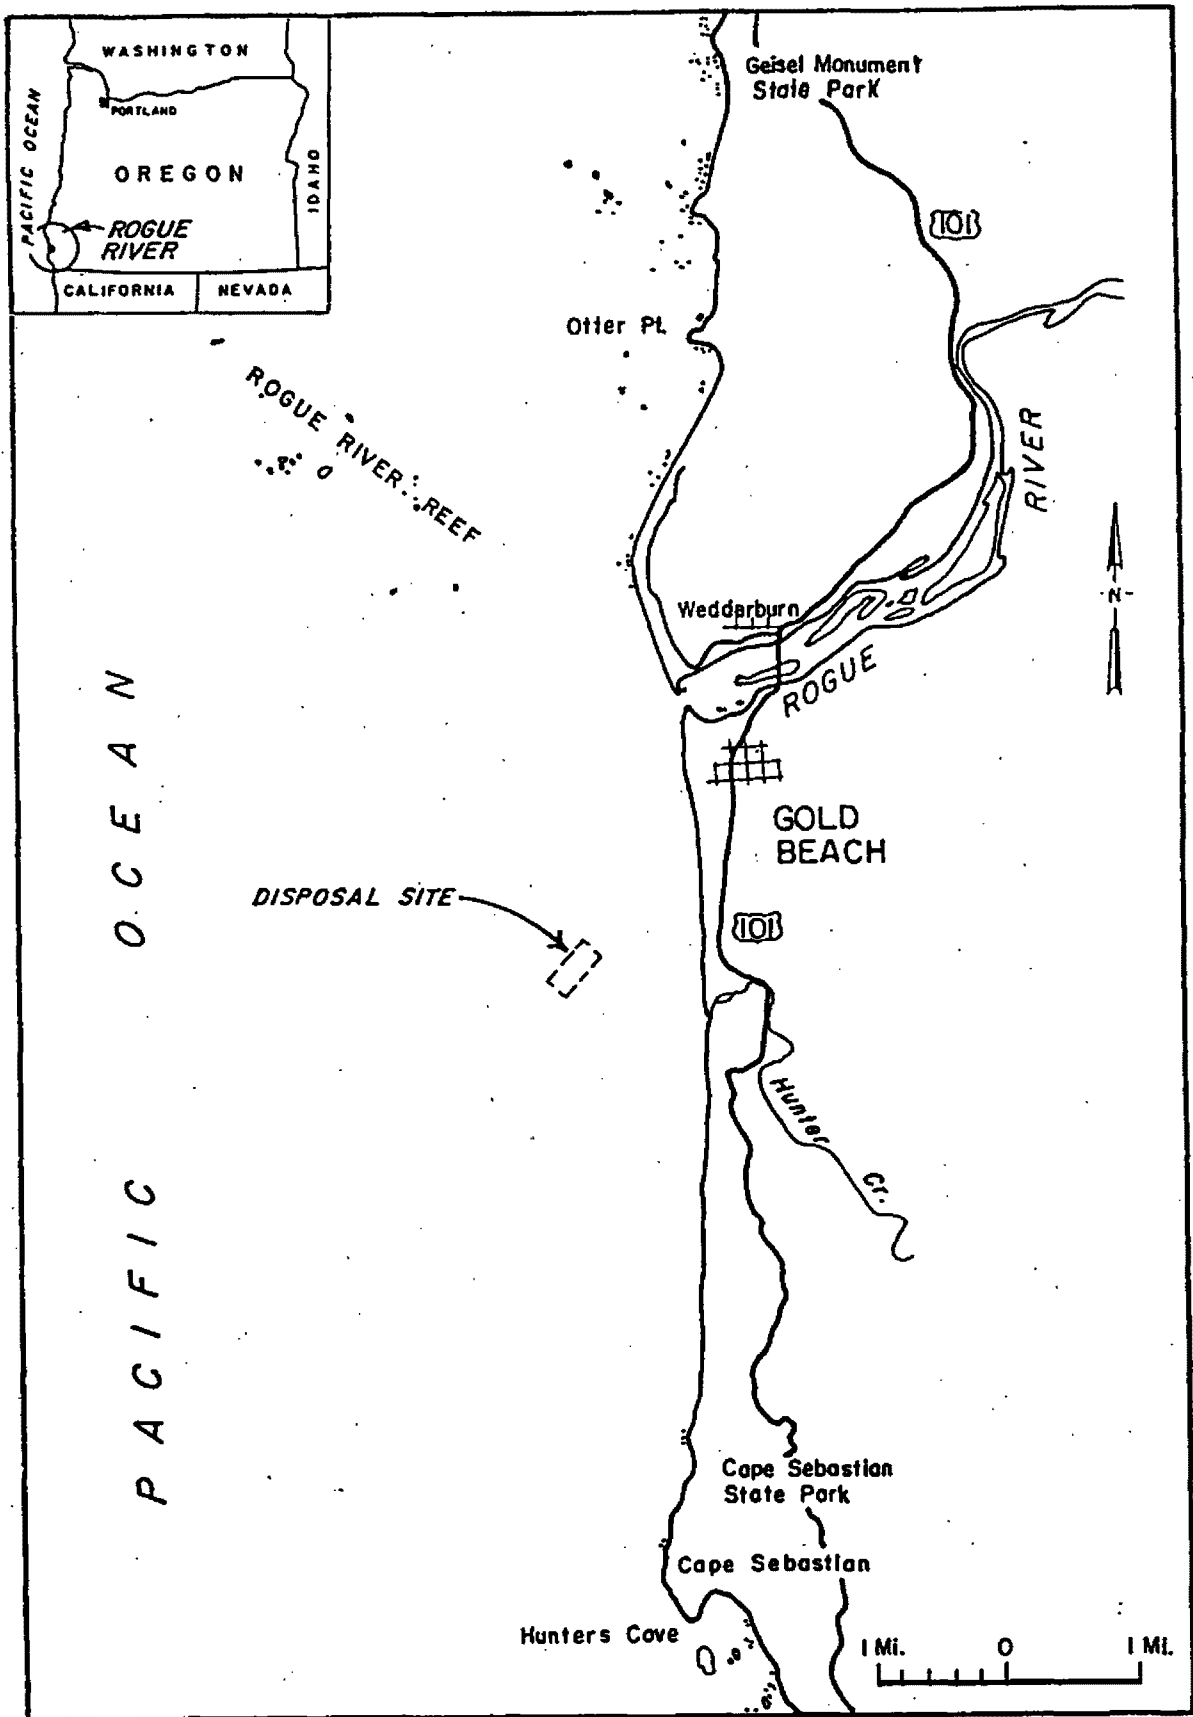 WASHINGTON
PORTLAND
PACIFIC OCEAN
OREGON
IDAHO
ROGUE
RIVER
CALIFORNIA
NEVADA
Geisel Monument
State Park
101
Otter Pt.
ROGUE RIVER REEF
RIVER
N
Weddarburn
ROGUE
GOLD
BEACH
DISPOSAL SITE
101
PACIFIC OCEAN
Hunter Cr.
Cape Sebastian
State Park
Cape Sebastian
Hunters Cove
1 Mi. 0 1 Mi.